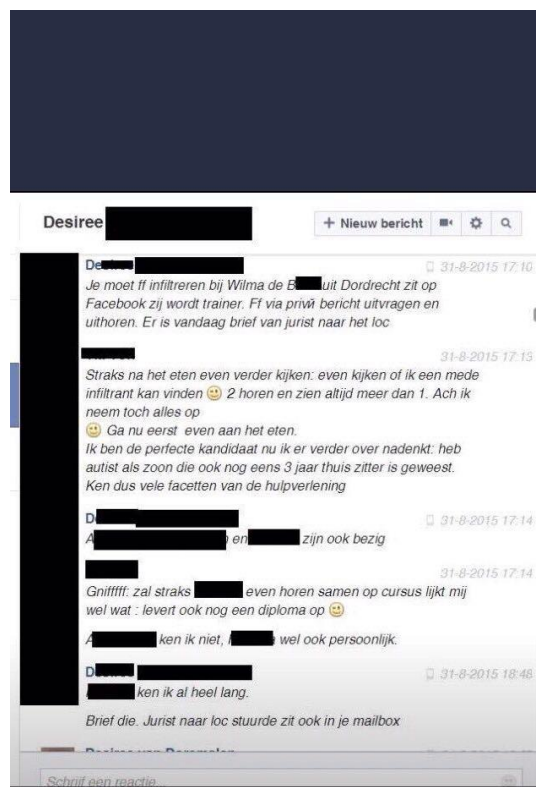 Desiree
+ Nieuw bericht
31-8-2015 17:10
Je moet ff infiltreren bij Wilma de B uit Dordrecht zit op
Facebook zij wordt trainer. Ff via privй bericht uitvragen en
uithoren. Er is vandaag brief van jurist naar het loc
31-8-2015 17:13
Straks na het eten even verder kijken: even kijken of ik een mede
infiltrant kan vinden 🙂 2 horen en zien altijd meer dan 1. Ach ik
neem toch alles op
🙂 Ga nu eerst even aan het eten.
Ik ben de perfecte kandidaat nu ik er verder over nadenkt: heb
autist als zoon die ook nog eens 3 jaar thuis zitter is geweest.
Ken dus vele facetten van de hulpverlening
D
31-8-2015 17:14
A en zijn ook bezig
31-8-2015 17:14
Gnifffff: zal straks even horen samen op cursus lijkt mij
wel wat : levert ook nog een diploma op 🙂
A ken ik niet, wel ook persoonlijk.
D
31-8-2015 18:48
ken ik al heel lang.
Brief die. Jurist naar loc stuurde zit ook in je mailbox
Schrijf een reactie...